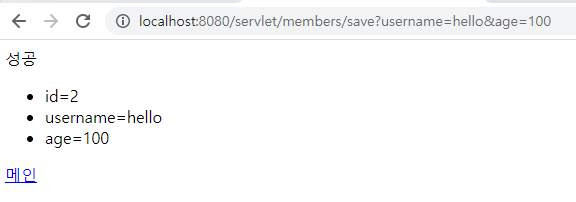 localhost:8080/servlet/members/save?username=hello&age=100
성공
id=2
username=hello
age=100
메인